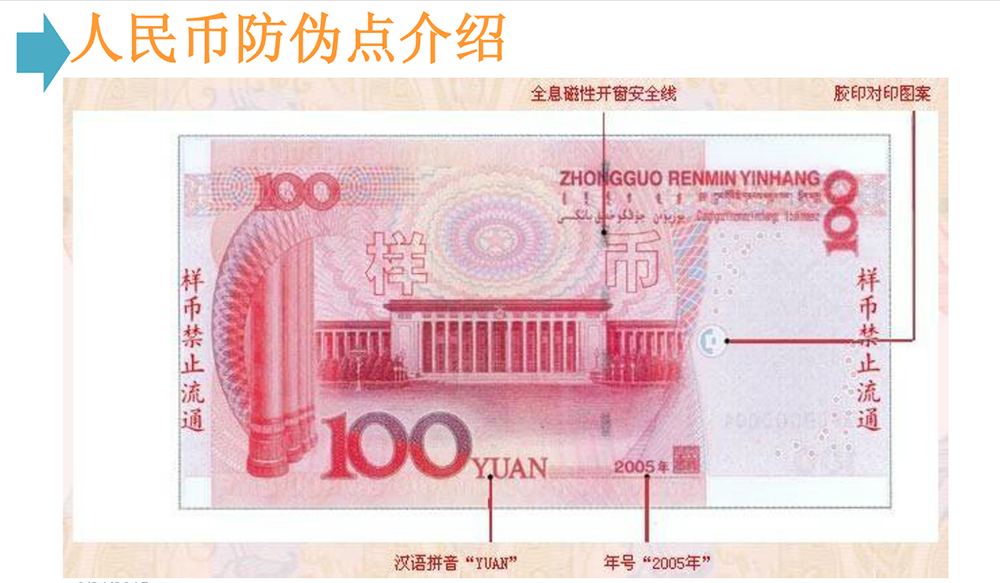 人民币防伪点介绍
全息磁性开窗安全线
胶印对印图案
100
ZHONGGUO RENMIN YINHANG
100
样币
样币禁止流通
样币禁止流通
100 YUAN
2005年
汉语拼音“YUAN”
年号“2005年”